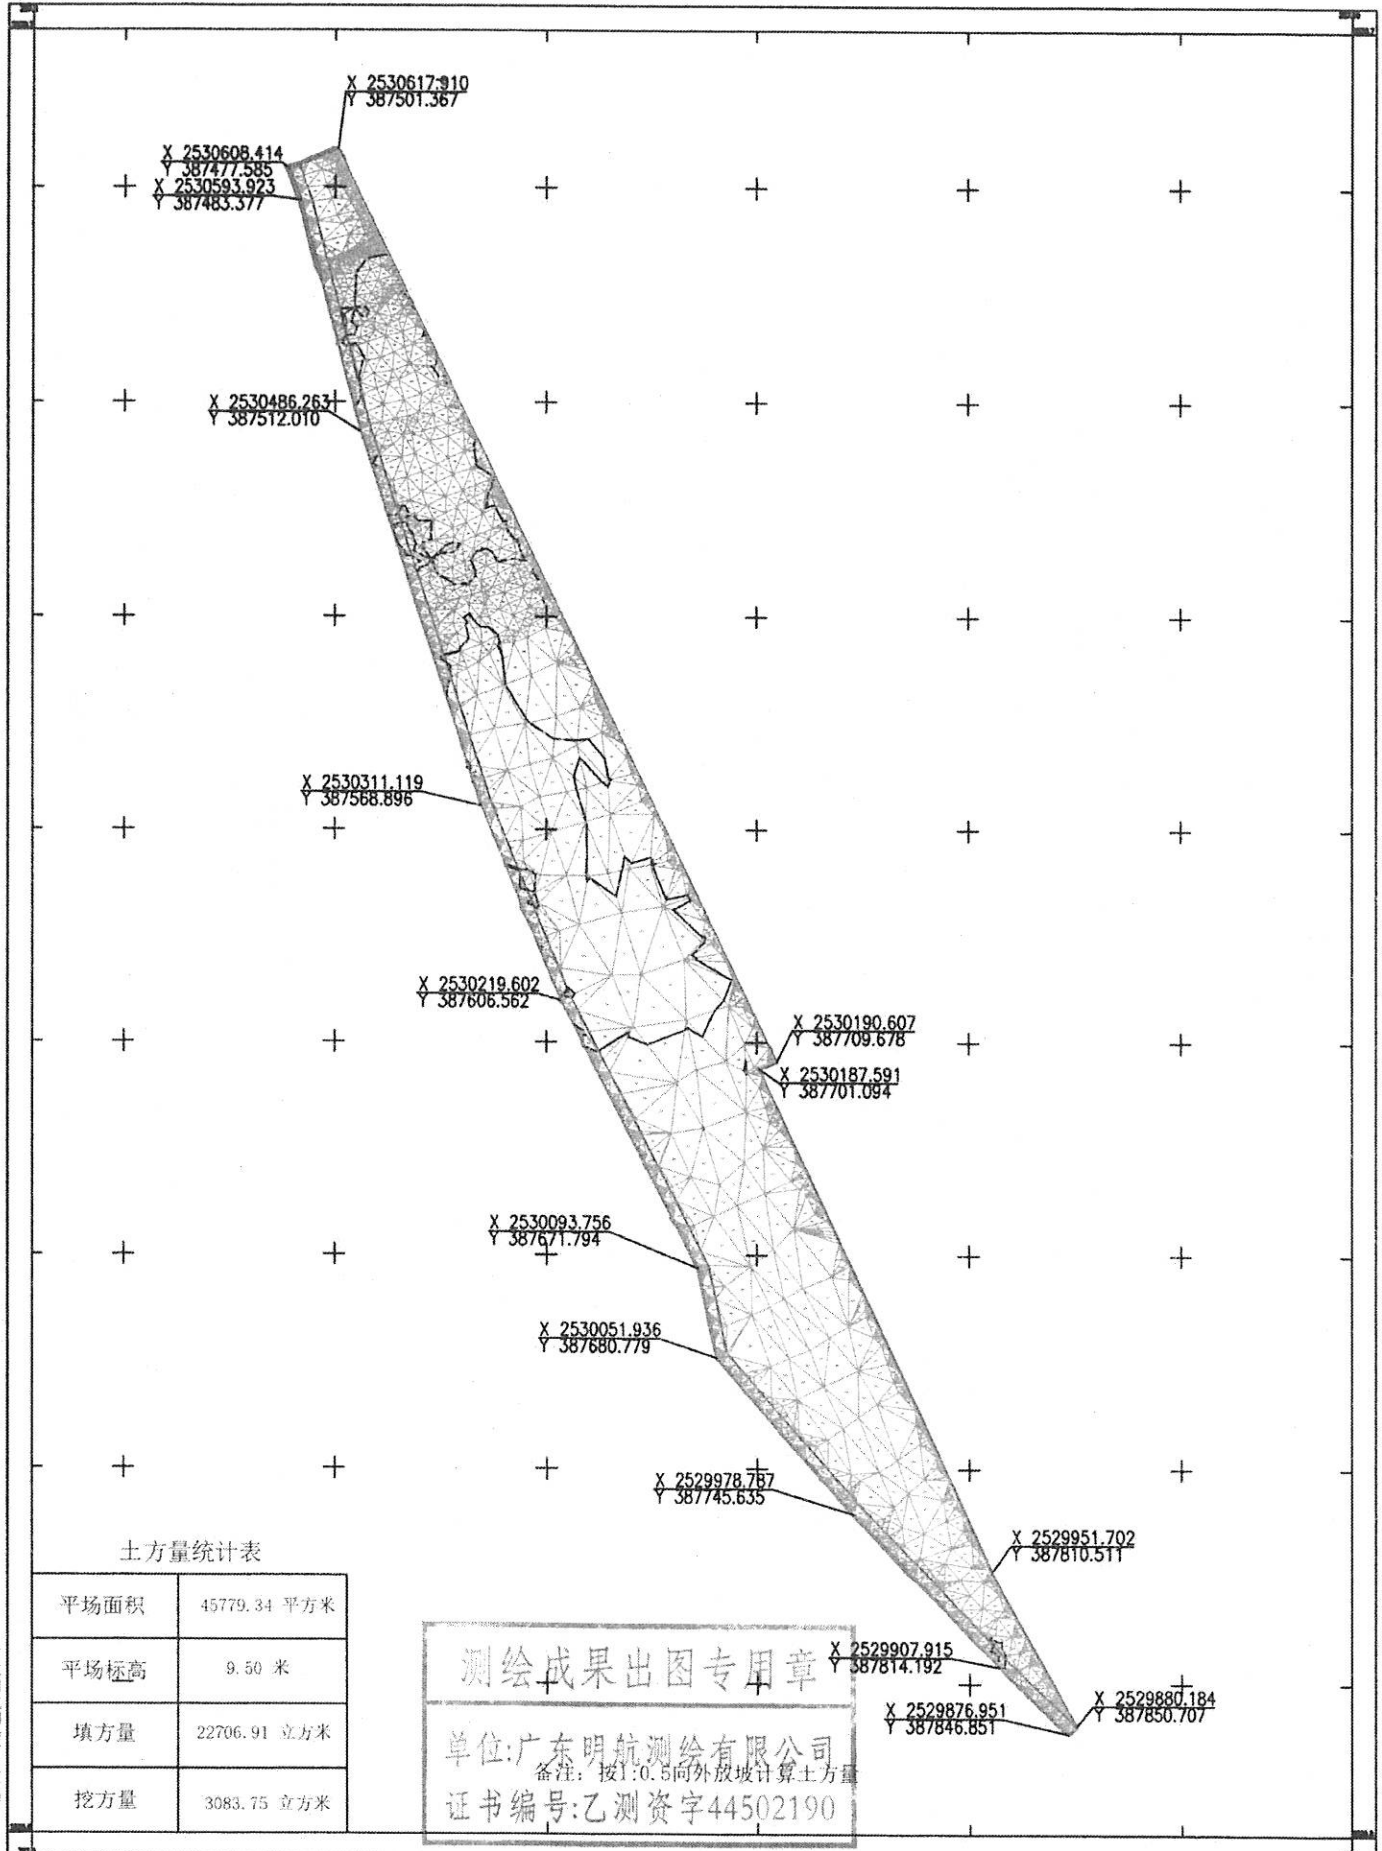 X 2530617.910
Y 387501.367
X 2530608.414
Y 387477.585
X 2530593.923
Y 387483.377
X 2530486.263
Y 387512.010
X 2530311.119
Y 387568.896
X 2530219.602
Y 387606.562
X 2530190.607
Y 387709.678
X 2530187.591
Y 387701.094
X 2530093.756
Y 387671.794
X 2530051.936
Y 387680.779
X 2529978.787
Y 387745.635
X 2529951.702
Y 387810.511
X 2529907.915
Y 387814.192
X 2529880.184
Y 387850.707
X 2529876.951
Y 387846.851
土方量统计表
平场面积 45779.34 平方米
平场标高 9.50 米
填方量 22706.91 立方米
挖方量 3083.75 立方米
测绘成果出图专用章
单位:广东明航测绘有限公司
备注：按1:0.5向外放坡计算土方量
证书编号:乙测资字44502190